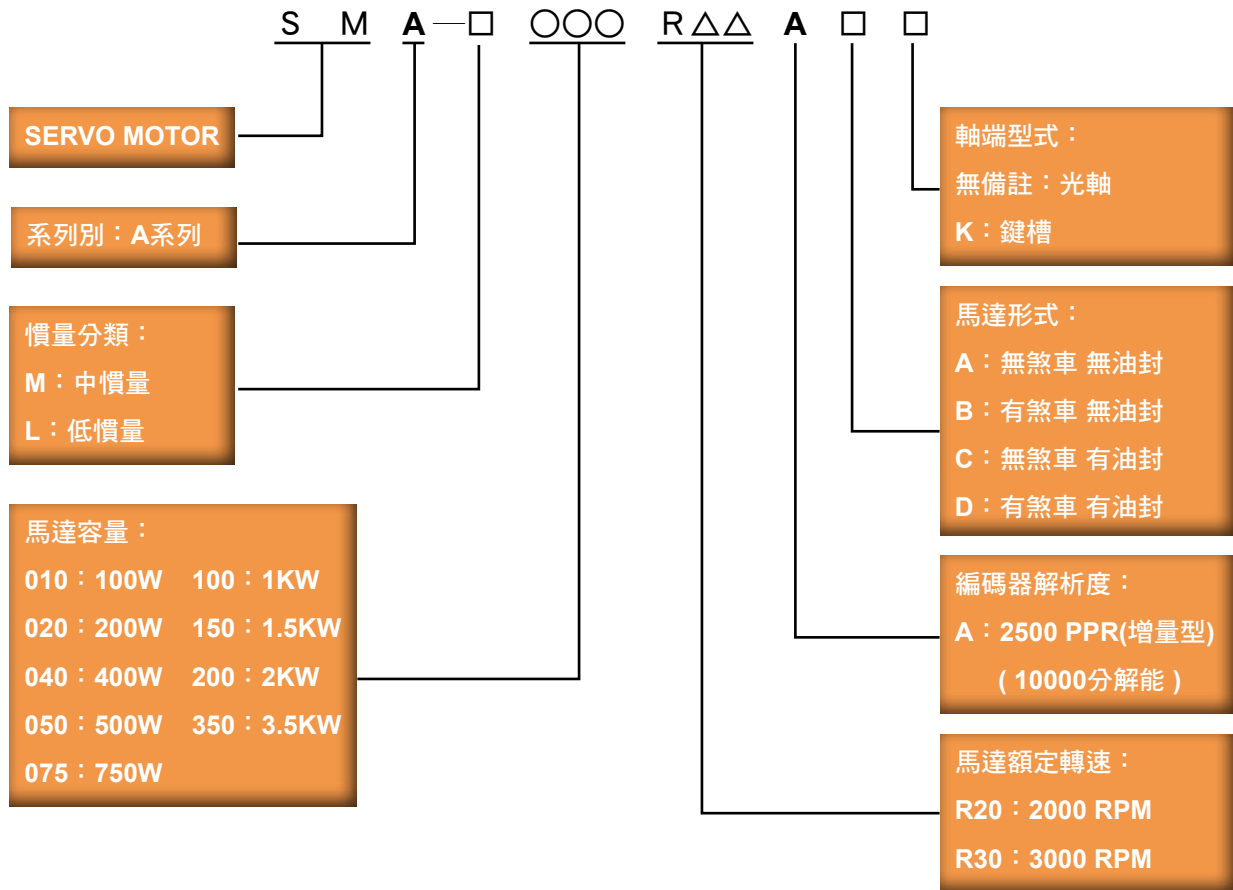 S M A—□ ○○○ R△△ A □ □
SERVO MOTOR
系列別：A系列
慣量分類：
M：中慣量
L：低慣量
馬達容量：
010：100W 100：1KW
020：200W 150：1.5KW
040：400W 200：2KW
050：500W 350：3.5KW
075：750W
軸端型式：
無備註：光軸
K：鍵槽
馬達形式：
A：無煞車 無油封
B：有煞車 無油封
C：無煞車 有油封
D：有煞車 有油封
編碼器解析度：
A：2500 PPR(增量型)
( 10000分解能 )
馬達額定轉速：
R20：2000 RPM
R30：3000 RPM